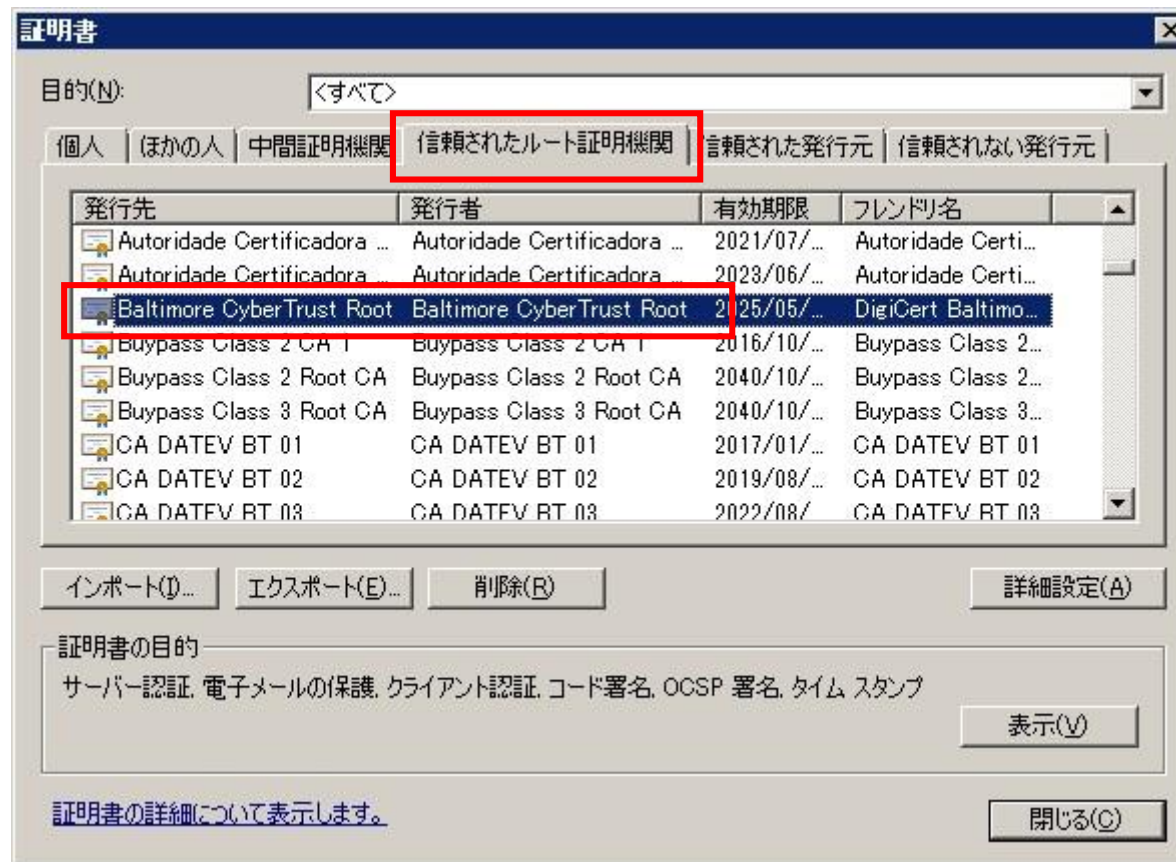 証明書
目的(N): <すべて>
個人 ほかの人 中間証明機関 信頼されたルート証明機関 信頼された発行元 信頼されない発行元
発行先 発行者 有効期限 フレンドリ名
Autoridade Certificadora ... Autoridade Certificadora ... 2021/07/... Autoridade Certi...
Autoridade Certificadora Autoridade Certificadora 2023/06/... Autoridade Certi...
Baltimore CyberTrust Root Baltimore CyberTrust Root 2025/05/... DigiCert Baltimo...
Buypass Class 2 CA 1 Buypass Class 2 CA 1 2016/10/... Buypass Class 2...
Buypass Class 2 Root CA Buypass Class 2 Root CA 2040/10/... Buypass Class 2...
Buypass Class 3 Root CA Buypass Class 3 Root CA 2040/10/... Buypass Class 3...
CA DATEV BT 01 CA DATEV BT 01 2017/01/... CA DATEV BT 01
CA DATEV BT 02 CA DATEV BT 02 2019/08/... CA DATEV BT 02
CA DATEV BT 03 CA DATEV BT 03 2022/08/ CA DATEV BT 03
インポート(I)... エクスポート(E)... 削除(R) 詳細設定(A)
証明書の目的
サーバー認証, 電子メールの保護, クライアント認証, コード署名, OCSP 署名, タイム スタンプ
表示(V)
証明書の詳細について表示します。
閉じる(C)